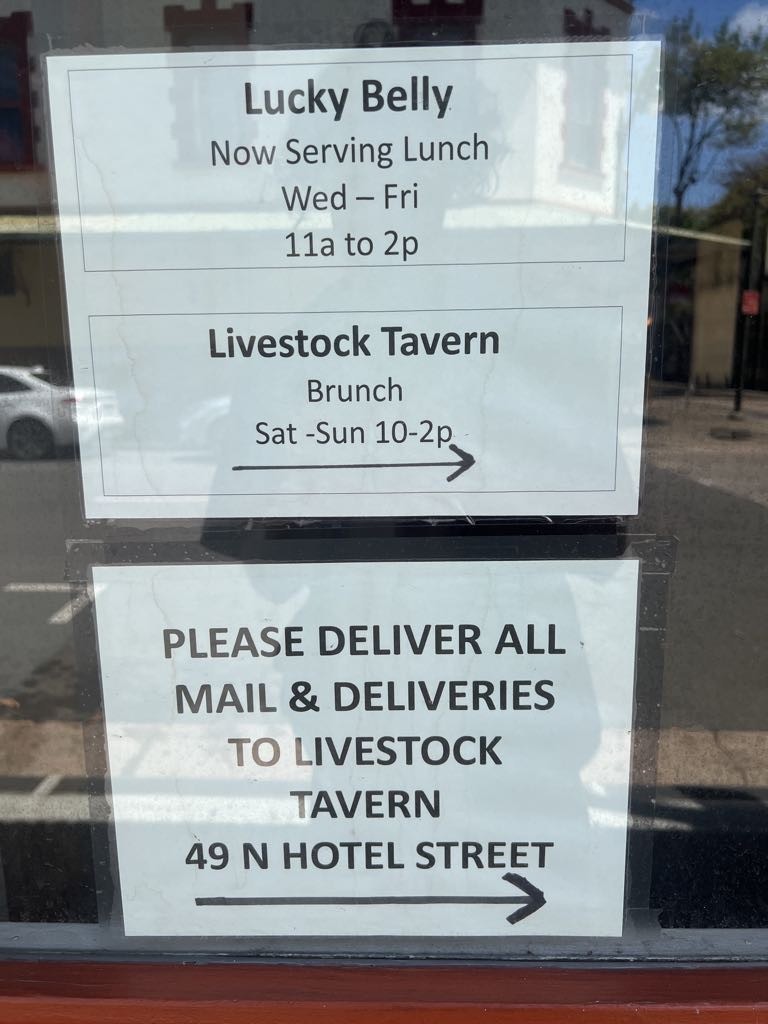 Lucky Belly
Now Serving Lunch
Wed – Fri
11a to 2p
Livestock Tavern
Brunch
Sat -Sun 10-2p
PLEASE DELIVER ALL
MAIL & DELIVERIES
TO LIVESTOCK
TAVERN
49 N HOTEL STREET